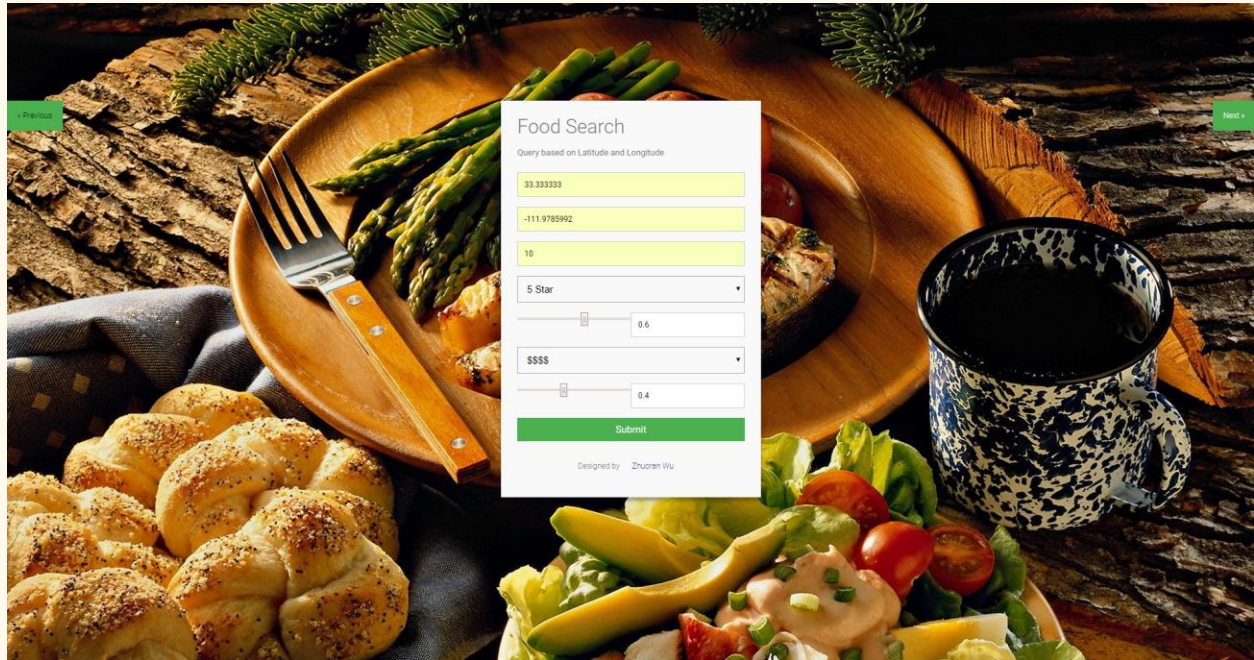 « Previous
Next »
Food Search
Query based on Latitude and Longitude
33.333333
-111.9785992
10
5 Star
0.6
$$$$
0.4
Submit
Designed by Zhuoran Wu